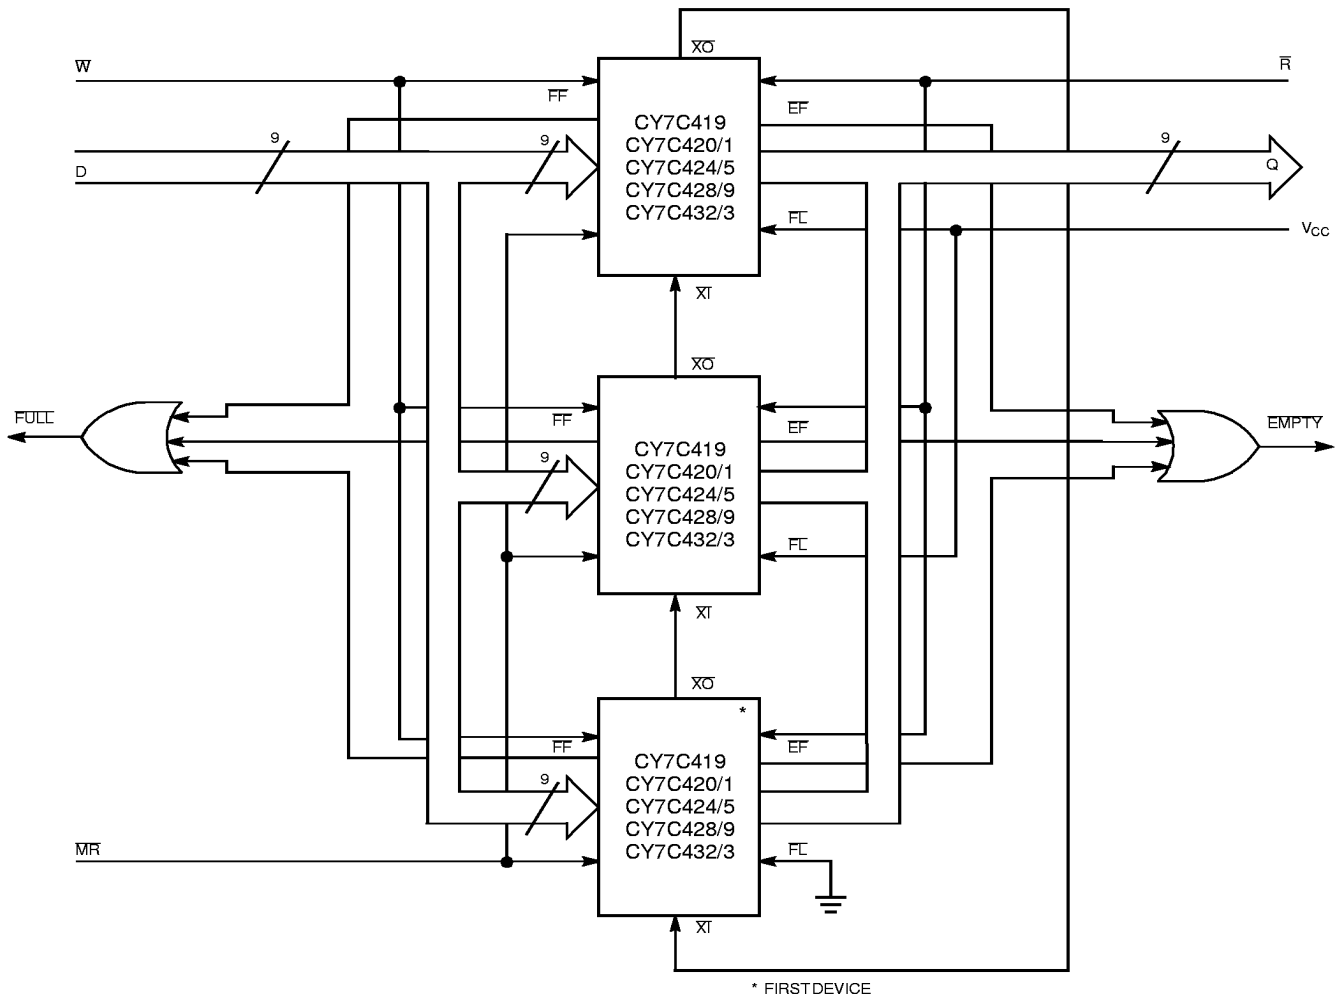 XO
W
R
FF
EF
CY7C419
CY7C420/1
CY7C424/5
CY7C428/9
CY7C432/3
9
9
9
D
Q
FL
VCC
XI
XO
FULL
FF
EF
EMPTY
CY7C419
CY7C420/1
CY7C424/5
CY7C428/9
CY7C432/3
9
FL
XI
XO
*
FF
EF
CY7C419
CY7C420/1
CY7C424/5
CY7C428/9
CY7C432/3
9
MR
FL
XI
* FIRST DEVICE